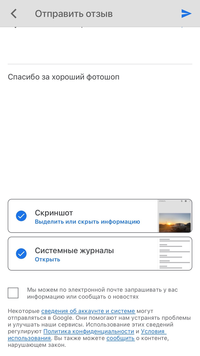 Отправить отзыв
Спасибо за хороший фотошоп
Скриншот
Выделить или скрыть информацию
Системные журналы
Открыть
Мы можем по электронной почте запрашивать у вас
информацию или сообщать о новостях
Некоторые сведения об аккаунте и системе могут
отправляться в Google. Они помогают нам устранять проблемы
и улучшать наши сервисы. Использование этих сведений
регулируют Политика конфиденциальности и Условия
использования. Вы также можете сообщить о контенте,
нарушающем закон.